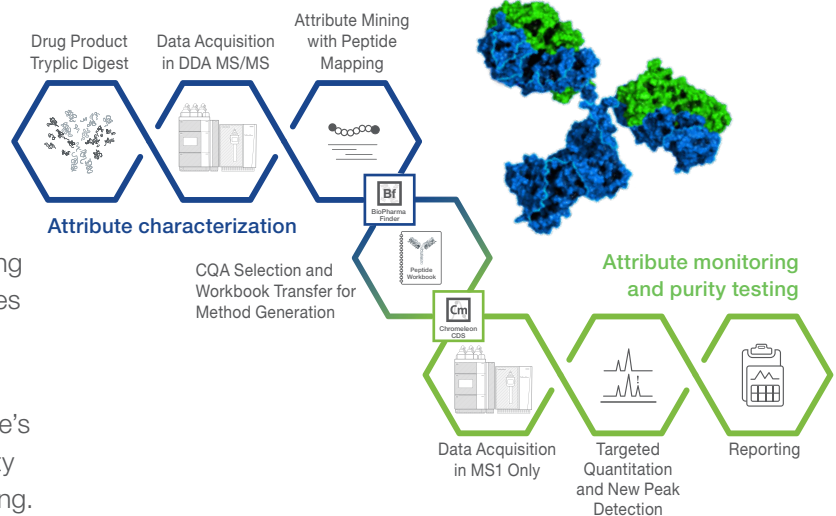 Drug Product
Tryplic Digest
Data Acquisition
in DDA MS/MS
Attribute Mining
with Peptide
Mapping
Bf
BioPharma
Finder
Attribute characterization
ng
es
CQA Selection and
Workbook Transfer for
Method Generation
Peptide
Workbook
Attribute monitoring
and purity testing
Cm
Chromeleon
CDS
e's
ty
ng.
Data Acquisition
in MS1 Only
Targeted
Quantitation
and New Peak
Detection
Reporting